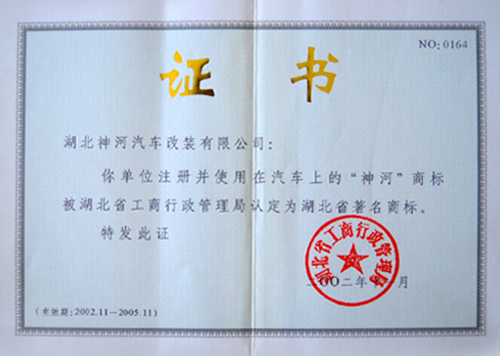 NO: 0164
证 书
湖北神河汽车改装有限公司：
你单位注册并使用在汽车上的“神河”商标
被湖北省工商行政管理局认定为湖北省著名商标。
特发此证
湖北省工商行政管理局
二〇〇二年 月
(有效期: 2002.11—2005.11)